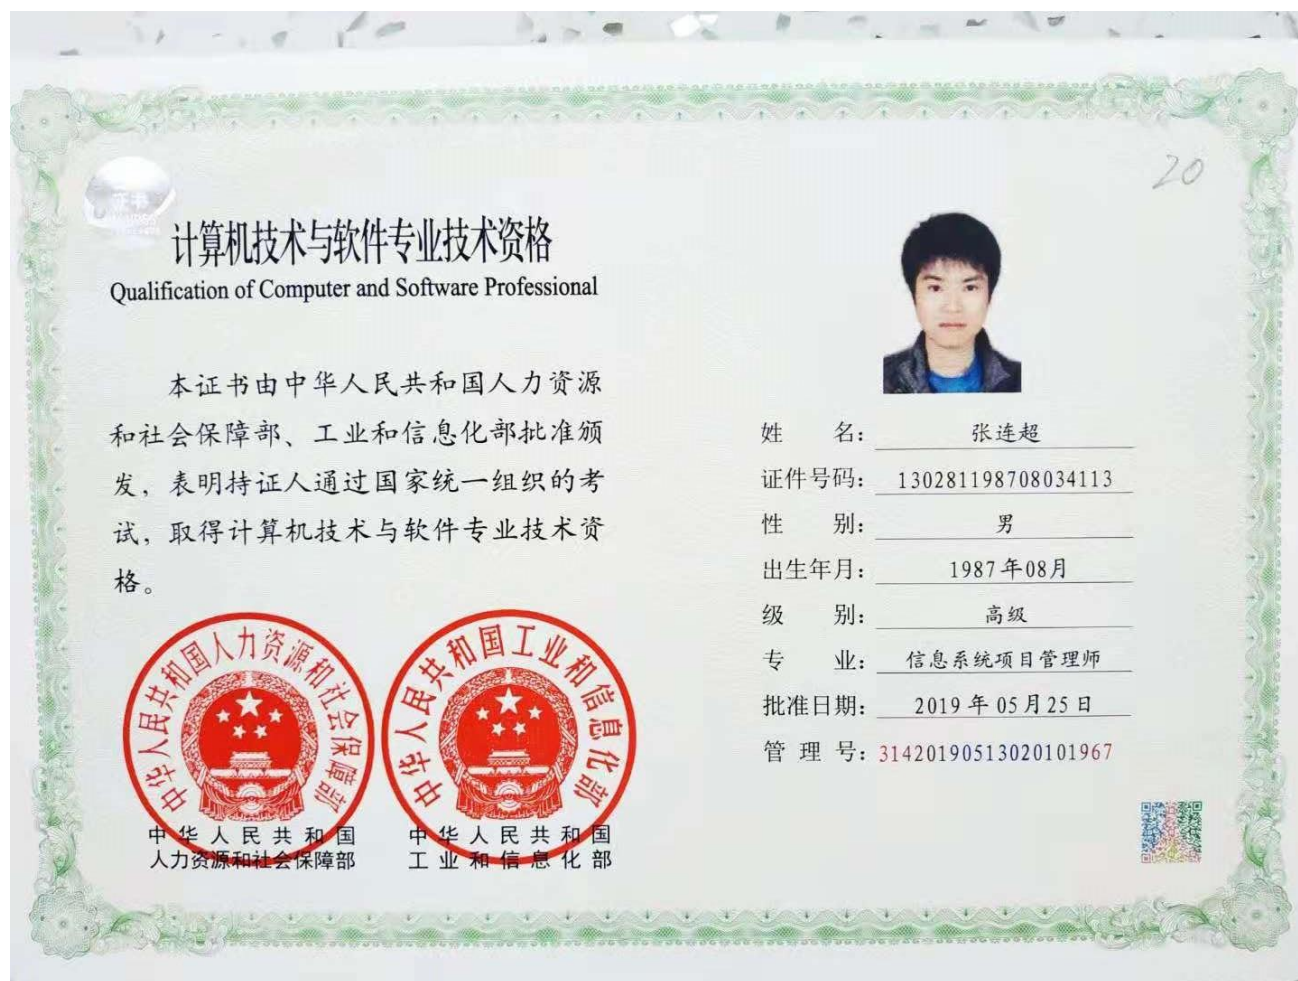 20
证书
计算机技术与软件专业技术资格
Qualification of Computer and Software Professional
本证书由中华人民共和国人力资源
和社会保障部、工业和信息化部批准颁
发，表明持证人通过国家统一组织的考
试，取得计算机技术与软件专业技术资
格。
中华人民共和国人力资源和社会保障部
中华人民共和国工业和信息化部
中华人民共和国
人力资源和社会保障部
中华人民共和国
工业和信息化部
姓名：张连超
证件号码：130281198708034113
性别：男
出生年月：1987年08月
级别：高级
专业：信息系统项目管理师
批准日期：2019年05月25日
管理号：31420190513020101967